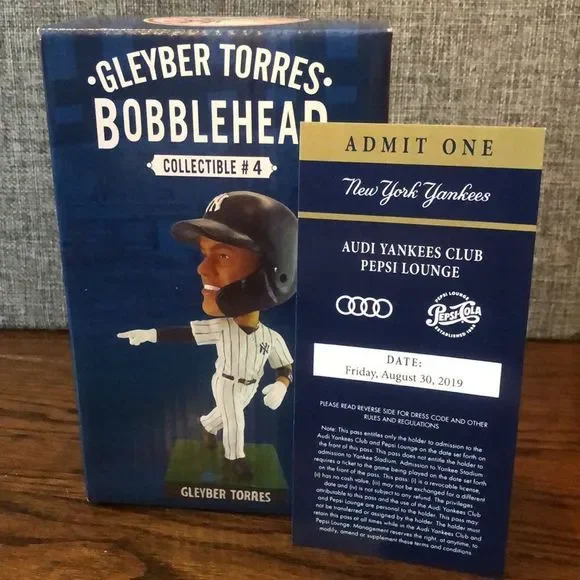 ·GLEYBER TORRES·
BOBBLEHEAD
COLLECTIBLE # 4
NY
NY
GLEYBER TORRES
ADMIT ONE
New York Yankees
AUDI YANKEES CLUB
PEPSI LOUNGE
PEPSI LOUNGE
PEPSI-COLA
ESTABLISHED 1898
DATE:
Friday, August 30, 2019
PLEASE READ REVERSE SIDE FOR DRESS CODE AND OTHER
RULES AND REGULATIONS
Note: This pass entitles only the holder to admission to the
Audi Yankees Club and Pepsi Lounge on the date set forth on
the front of this pass. This pass does not entitle the holder to
admission to Yankee Stadium. Admission to Yankee Stadium
requires a ticket to the game being played on the date set forth
on the front of the pass. This pass: (i) is a revocable license,
(ii) has no cash value, (iii) may not be exchanged for a different
date and (iv) is not subject to any refund. The privileges
attributable to this pass and the use of the Audi Yankees Club
and Pepsi Lounge are personal to the holder. This pass may
not be transferred or assigned by the holder. The holder must
retain this pass at all times while in the Audi Yankees Club and
Pepsi Lounge. Management reserves the right, at anytime, to
modify, amend or supplement these terms and conditions